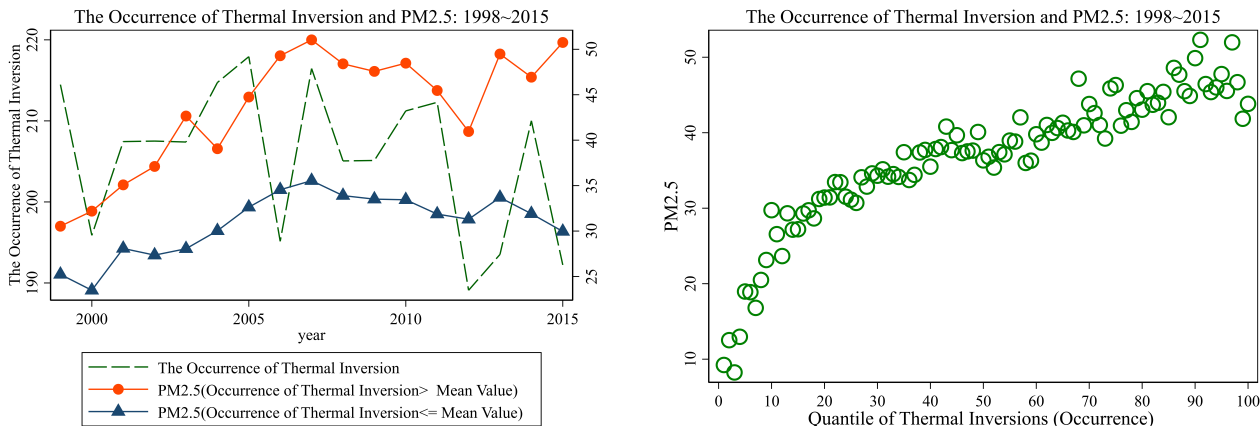 The Occurrence of Thermal Inversion and PM2.5: 1998~2015
The Occurrence of Thermal Inversion
220
210
200
190
50
45
40
35
30
25
2000
2005
2010
2015
year
The Occurrence of Thermal Inversion
PM2.5(Occurrence of Thermal Inversion> Mean Value)
PM2.5(Occurrence of Thermal Inversion<= Mean Value)
The Occurrence of Thermal Inversion and PM2.5: 1998~2015
PM2.5
50
40
30
20
10
0 10 20 30 40 50 60 70 80 90 100
Quantile of Thermal Inversions (Occurrence)